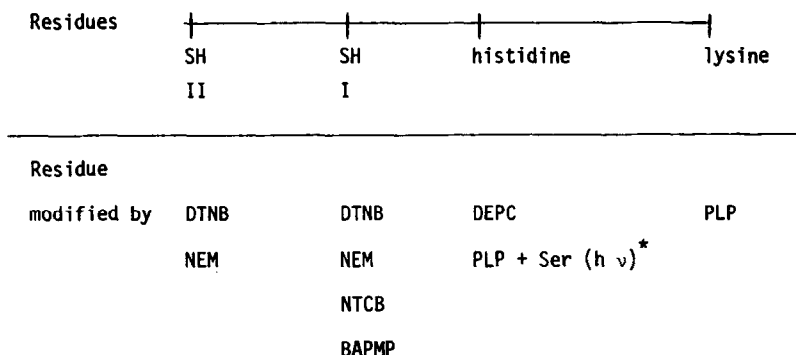 Residues
SH SH histidine lysine
II I
Residue
modified by DTNB DTNB DEPC PLP
NEM NEM PLP + Ser (h ν)*
NTCB
BAPMP